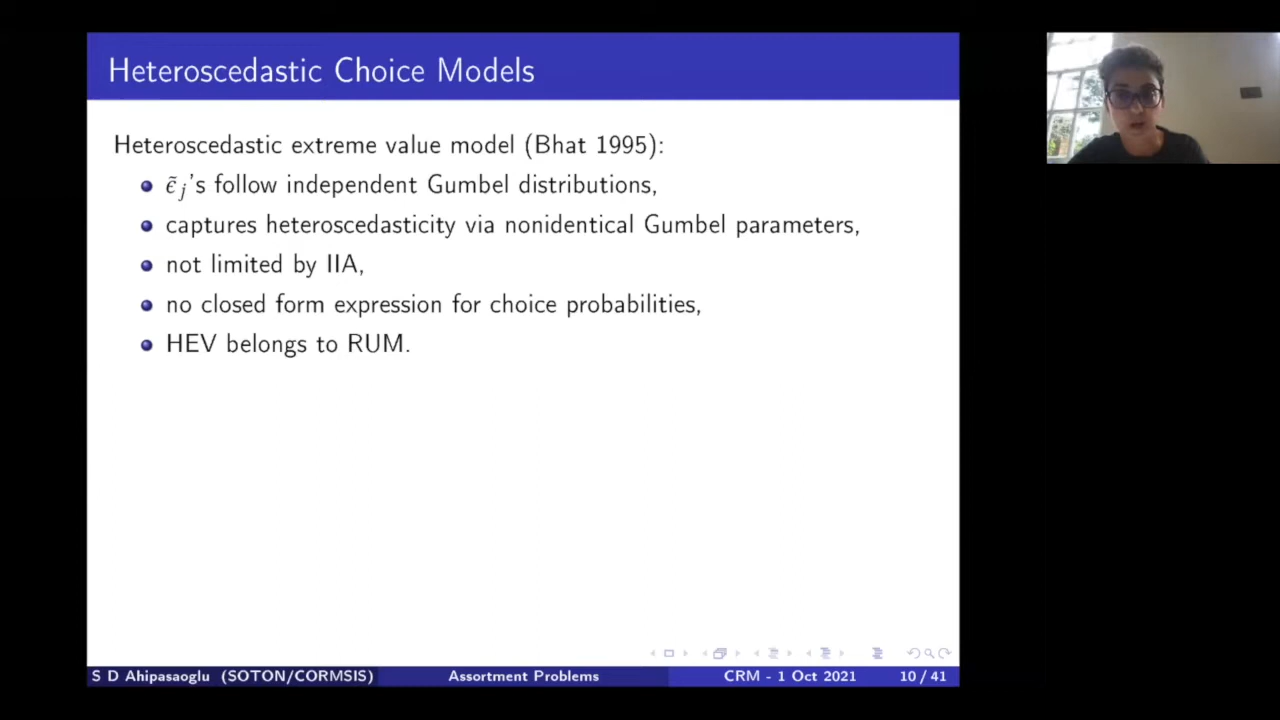 Heteroscedastic Choice Models
Heteroscedastic extreme value model (Bhat 1995):
ϵ̃ⱼ's follow independent Gumbel distributions,
captures heteroscedasticity via nonidentical Gumbel parameters,
not limited by IIA,
no closed form expression for choice probabilities,
HEV belongs to RUM.
S D Ahipasaoglu (SOTON/CORMSIS) Assortment Problems CRM - 1 Oct 2021 10 / 41